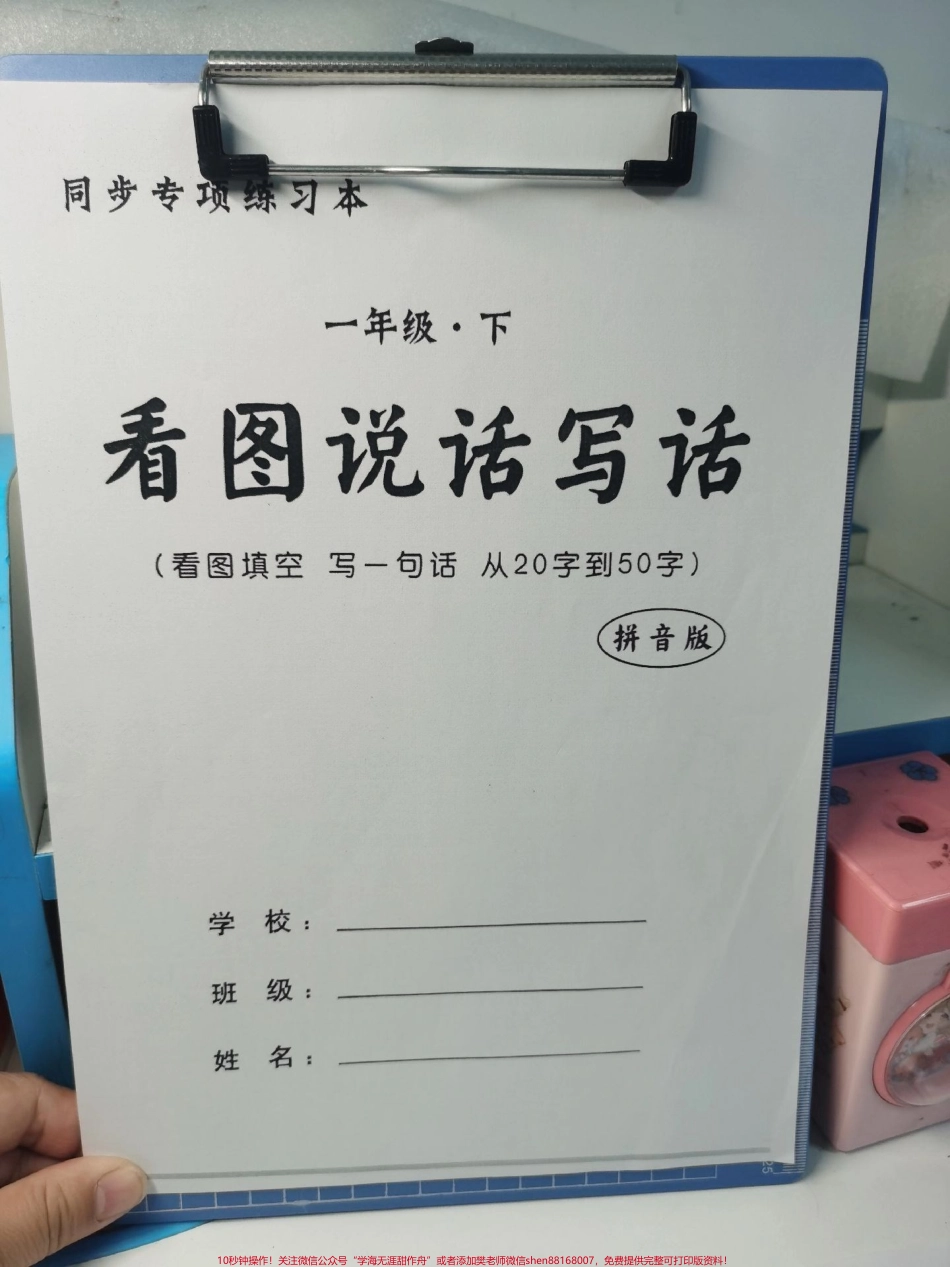 同步专项练习本
一年级·下
看图说话写话
（看图填空 写一句话 从20字到50字）
拼音版
学 校：
班 级：
姓 名：
25
10秒钟操作！关注微信公众号“学海无涯甜作舟”或者添加樊老师微信shen88168007，免费提供完整可打印版资料！